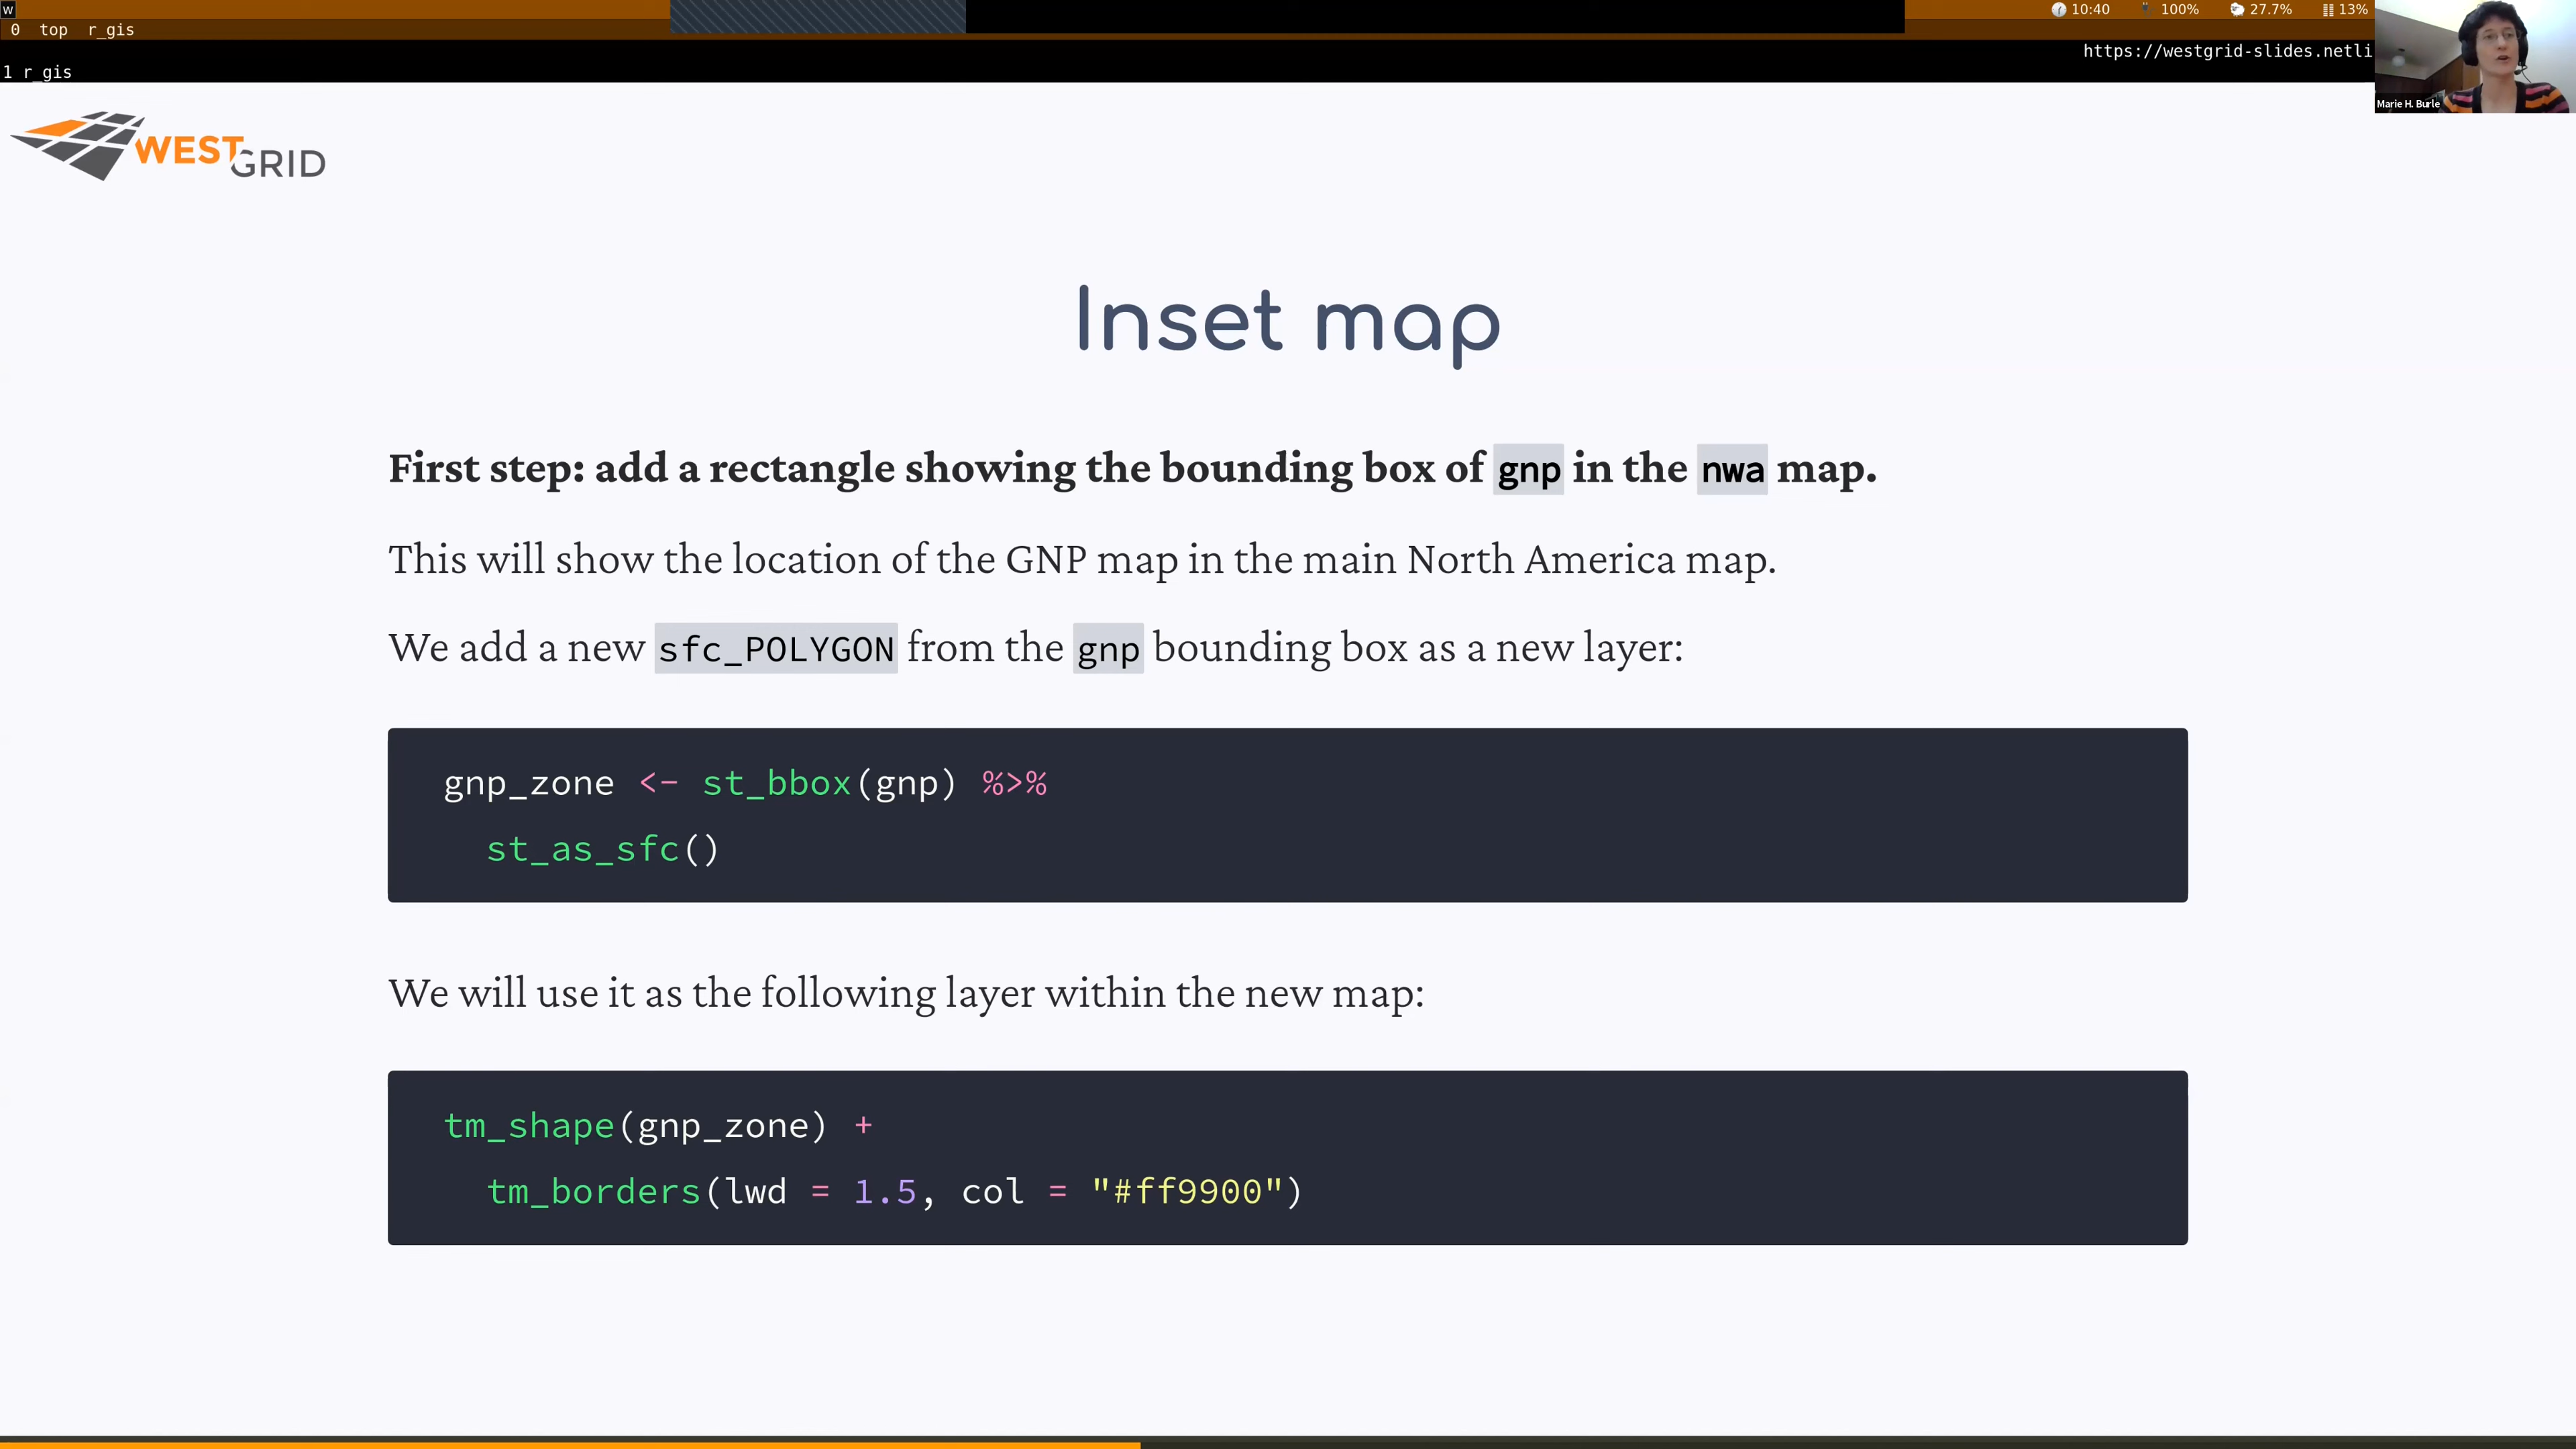 W
10:40 100% 27.7% 13%
0 top r_gis
https://westgrid-slides.netli
1 r_gis
Marie H. Burle
WESTGRID
Inset map
First step: add a rectangle showing the bounding box of gnp in the nwa map.
This will show the location of the GNP map in the main North America map.
We add a new sfc_POLYGON from the gnp bounding box as a new layer:
gnp_zone <- st_bbox(gnp) %>%
st_as_sfc()
We will use it as the following layer within the new map:
tm_shape(gnp_zone) +
tm_borders(lwd = 1.5, col = "#ff9900")